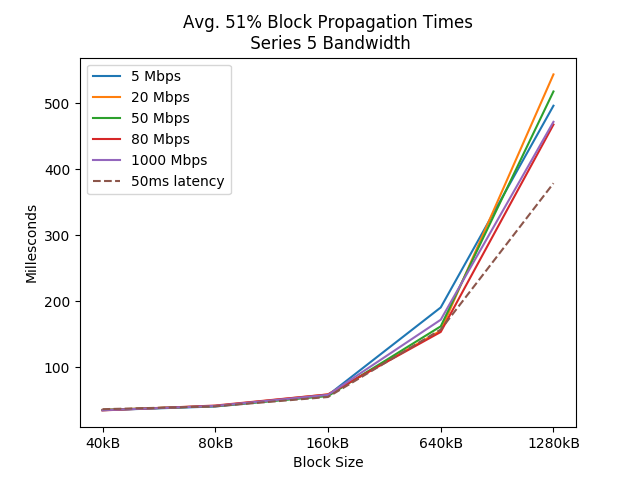 Avg. 51% Block Propagation Times
Series 5 Bandwidth
5 Mbps
20 Mbps
50 Mbps
80 Mbps
1000 Mbps
50ms latency
Millesconds
500
400
300
200
100
40kB
80kB
160kB
640kB
1280kB
Block Size